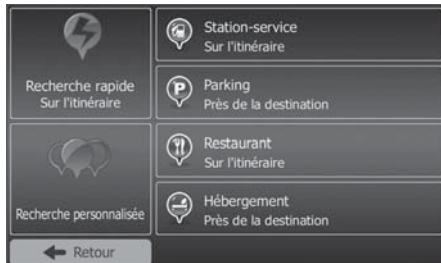 Recherche rapide
Sur l'itinéraire
Recherche personnalisée
Retour
Station-service
Sur l'itinéraire
P
Parking
Près de la destination
Restaurant
Sur l'itinéraire
Hébergement
Près de la destination